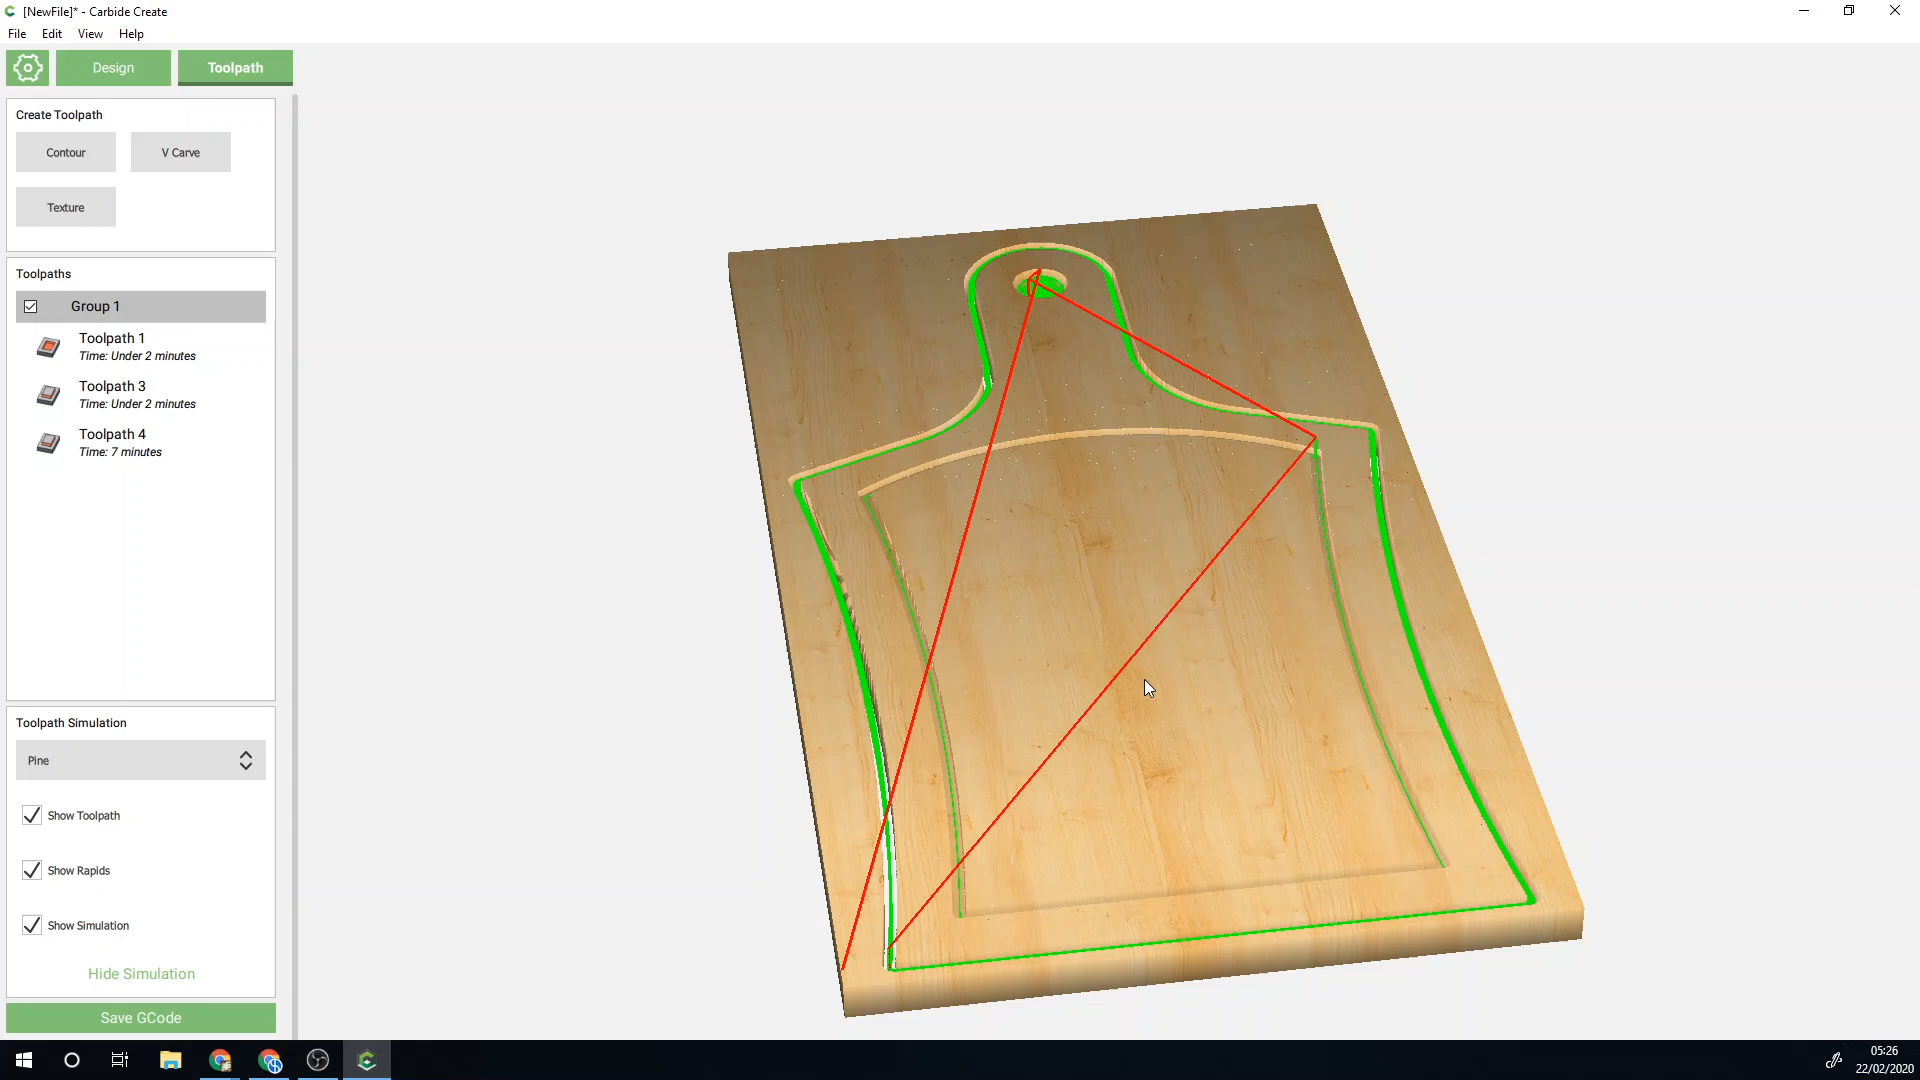 [NewFile]* - Carbide Create
File Edit View Help
Design Toolpath
Create Toolpath
Contour V Carve
Texture
Toolpaths
Group 1
Toolpath 1
Time: Under 2 minutes
Toolpath 3
Time: Under 2 minutes
Toolpath 4
Time: 7 minutes
Toolpath Simulation
Pine
Show Toolpath
Show Rapids
Show Simulation
Hide Simulation
Save GCode
05:26
22/02/2020